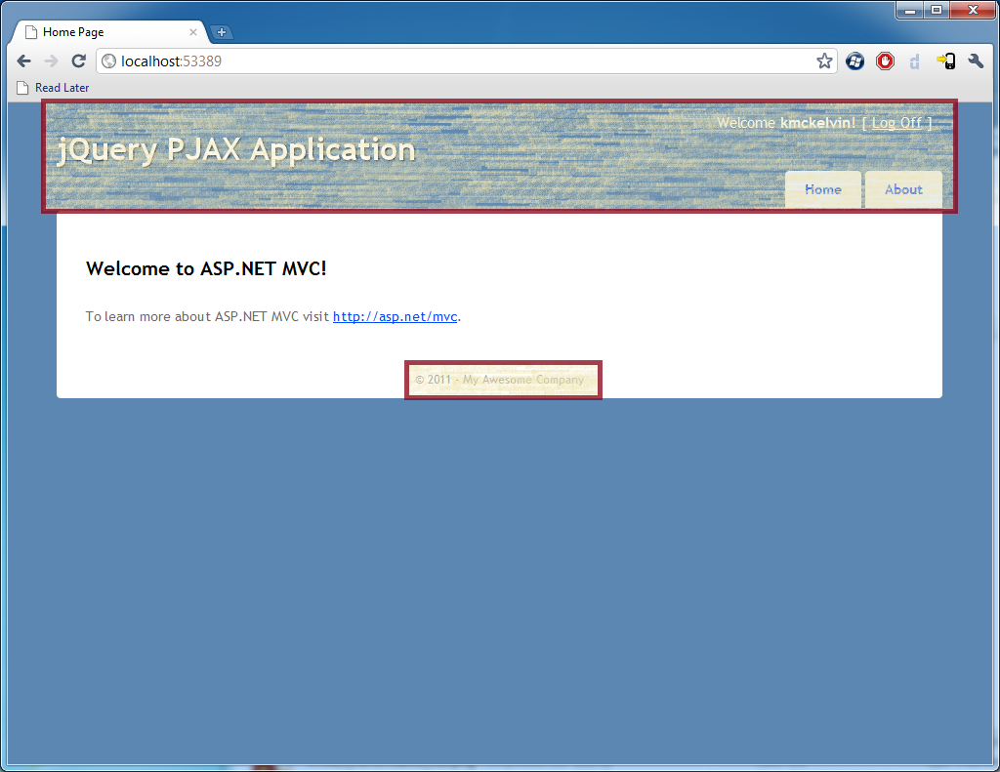 Home Page
localhost:53389
Read Later
Welcome kmckelvin! [ Log Off ]
jQuery PJAX Application
Home
About
Welcome to ASP.NET MVC!
To learn more about ASP.NET MVC visit http://asp.net/mvc.
© 2011 - My Awesome Company